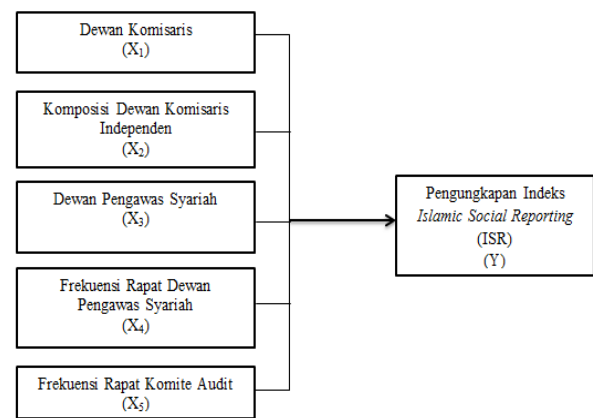 Dewan Komisaris
(X₁)
Komposisi Dewan Komisaris
Independen
(X₂)
Dewan Pengawas Syariah
(X₃)
Frekuensi Rapat Dewan
Pengawas Syariah
(X₄)
Frekuensi Rapat Komite Audit
(X₅)
Pengungkapan Indeks
Islamic Social Reporting
(ISR)
(Y)